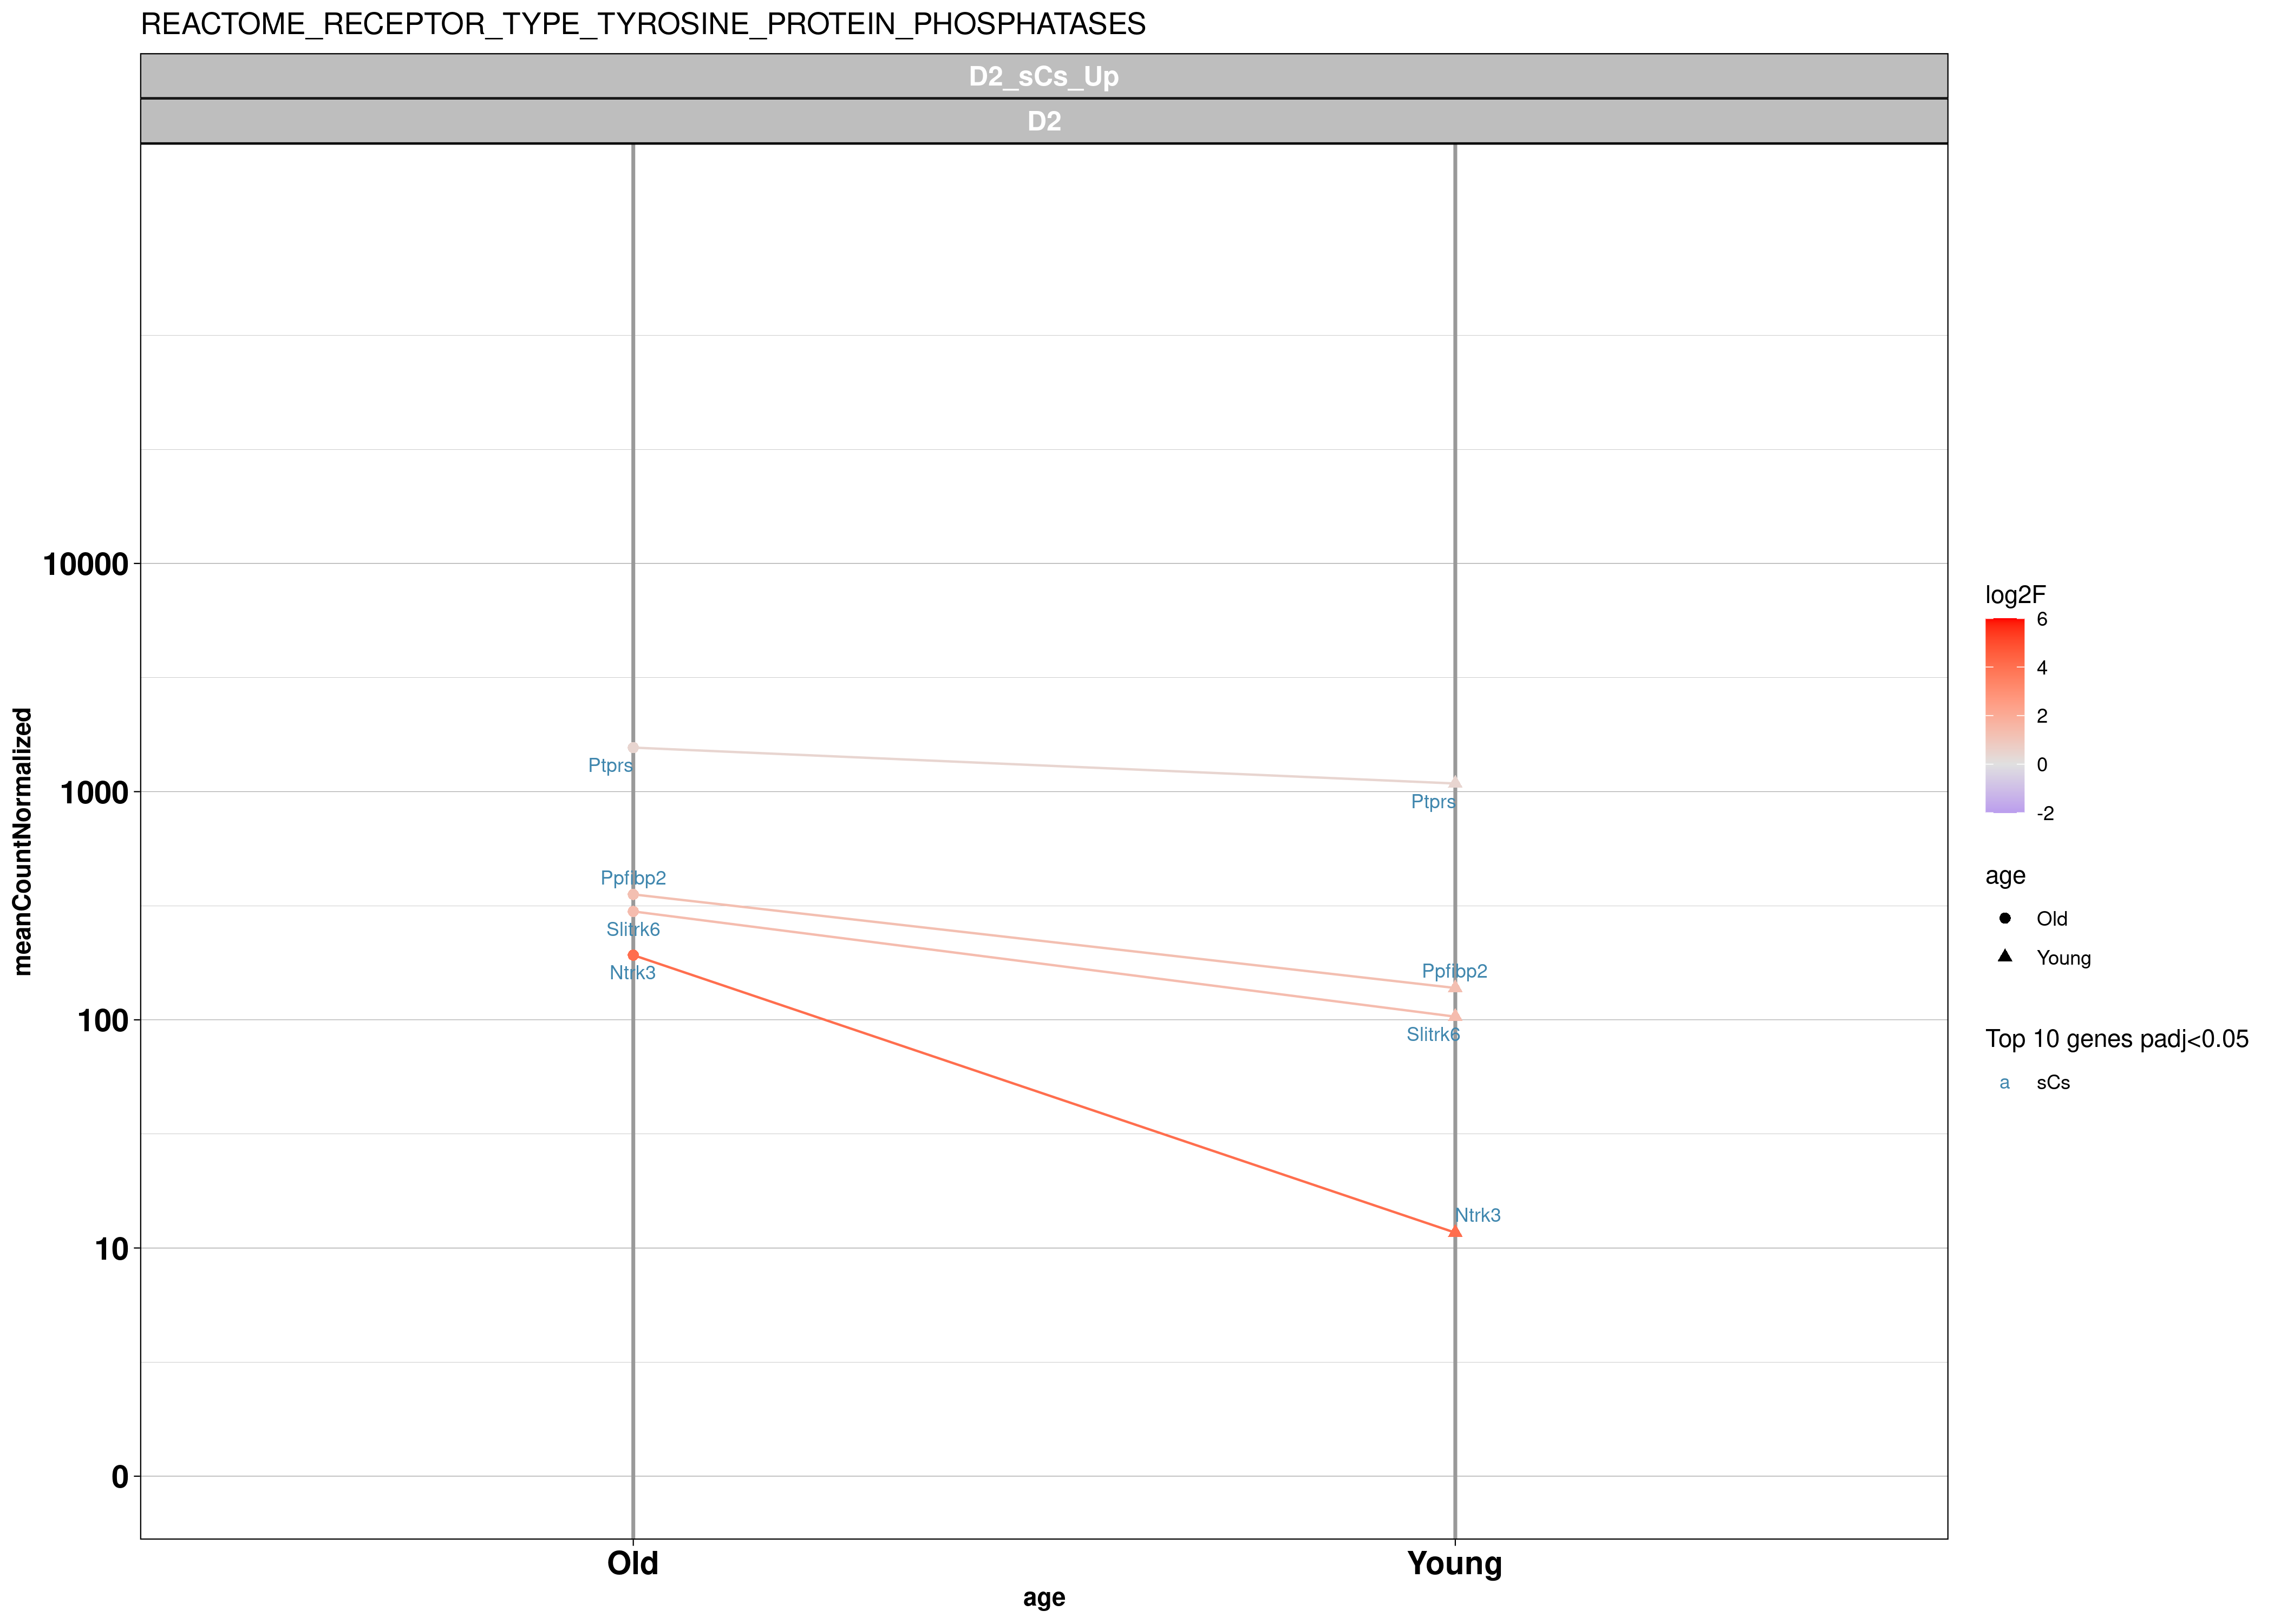 REACTOME_RECEPTOR_TYPE_TYROSINE_PROTEIN_PHOSPHATASES
D2_sCs_Up
D2
meanCountNormalized
10000
1000
100
10
0
Ptprs
Ptprs
Ppfibp2
Slitrk6
Ntrk3
Ppfibp2
Slitrk6
Ntrk3
Old
Young
age
log2F
6
4
2
0
-2
age
Old
Young
Top 10 genes padj<0.05
a sCs